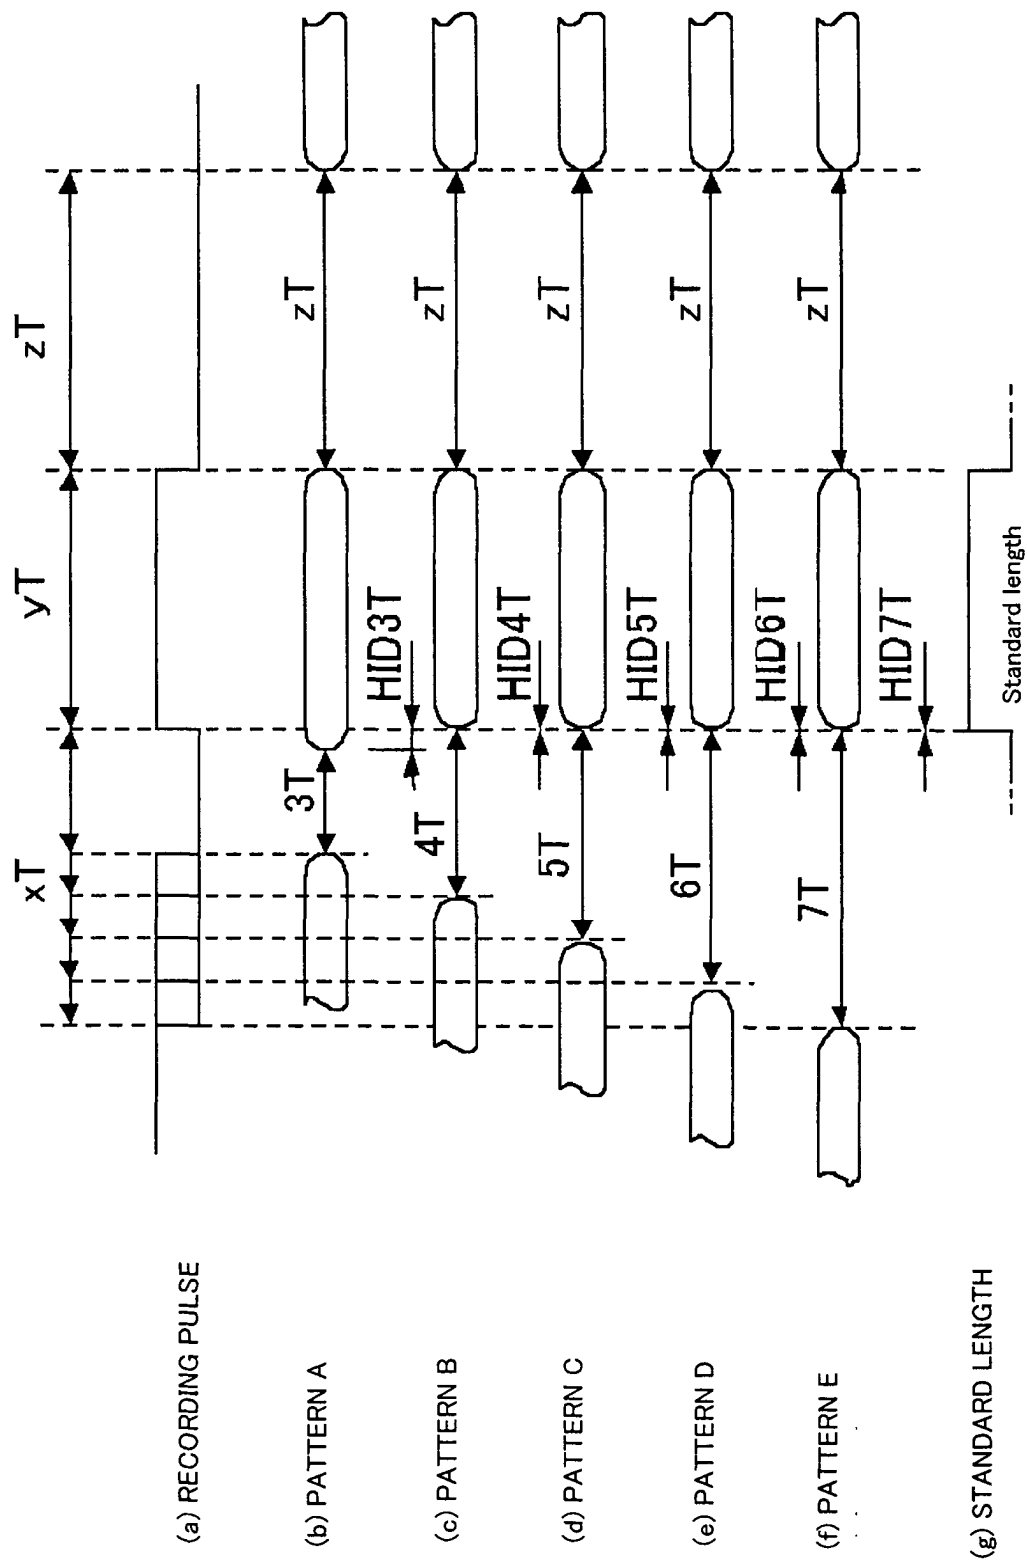 xT
yT
zT
(a) RECORDING PULSE
(b) PATTERN A
3T
zT
HID3T
(c) PATTERN B
4T
zT
HID4T
(d) PATTERN C
5T
zT
HID5T
(e) PATTERN D
6T
zT
HID6T
(f) PATTERN E
7T
zT
HID7T
(g) STANDARD LENGTH
Standard length